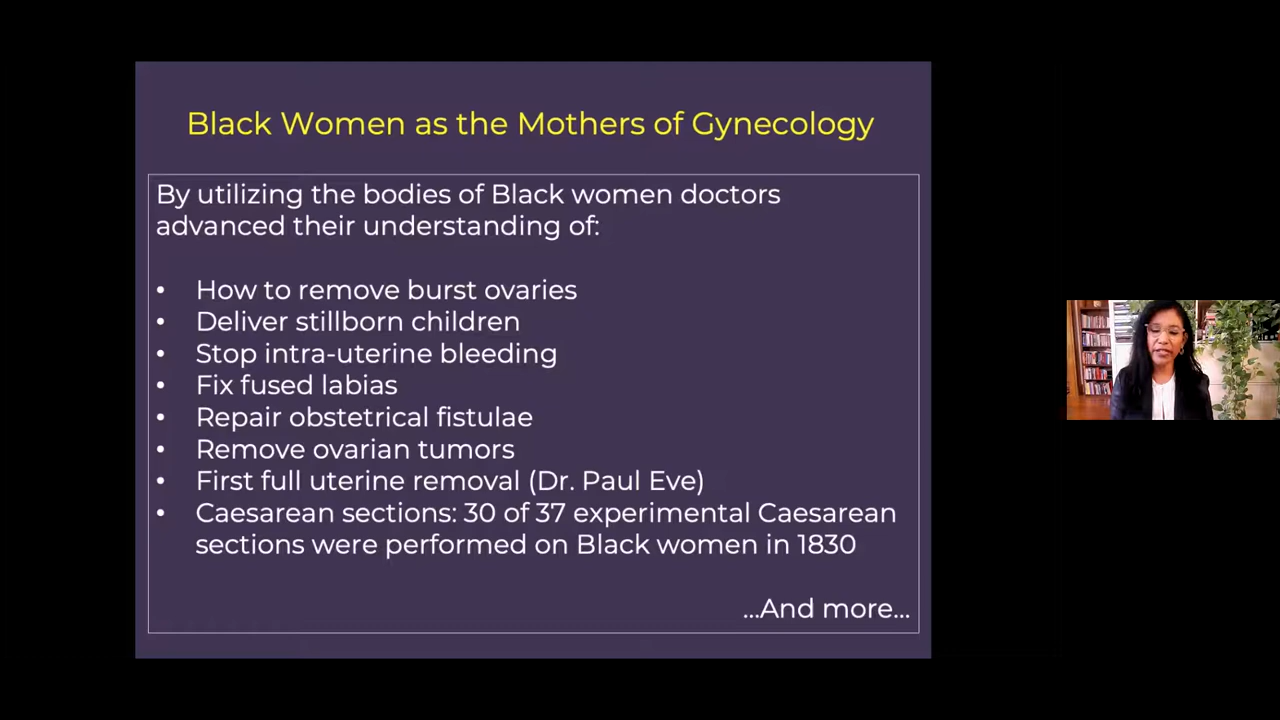 Black Women as the Mothers of Gynecology
By utilizing the bodies of Black women doctors
advanced their understanding of:
• How to remove burst ovaries
• Deliver stillborn children
• Stop intra-uterine bleeding
• Fix fused labias
• Repair obstetrical fistulae
• Remove ovarian tumors
• First full uterine removal (Dr. Paul Eve)
• Caesarean sections: 30 of 37 experimental Caesarean
sections were performed on Black women in 1830
...And more...